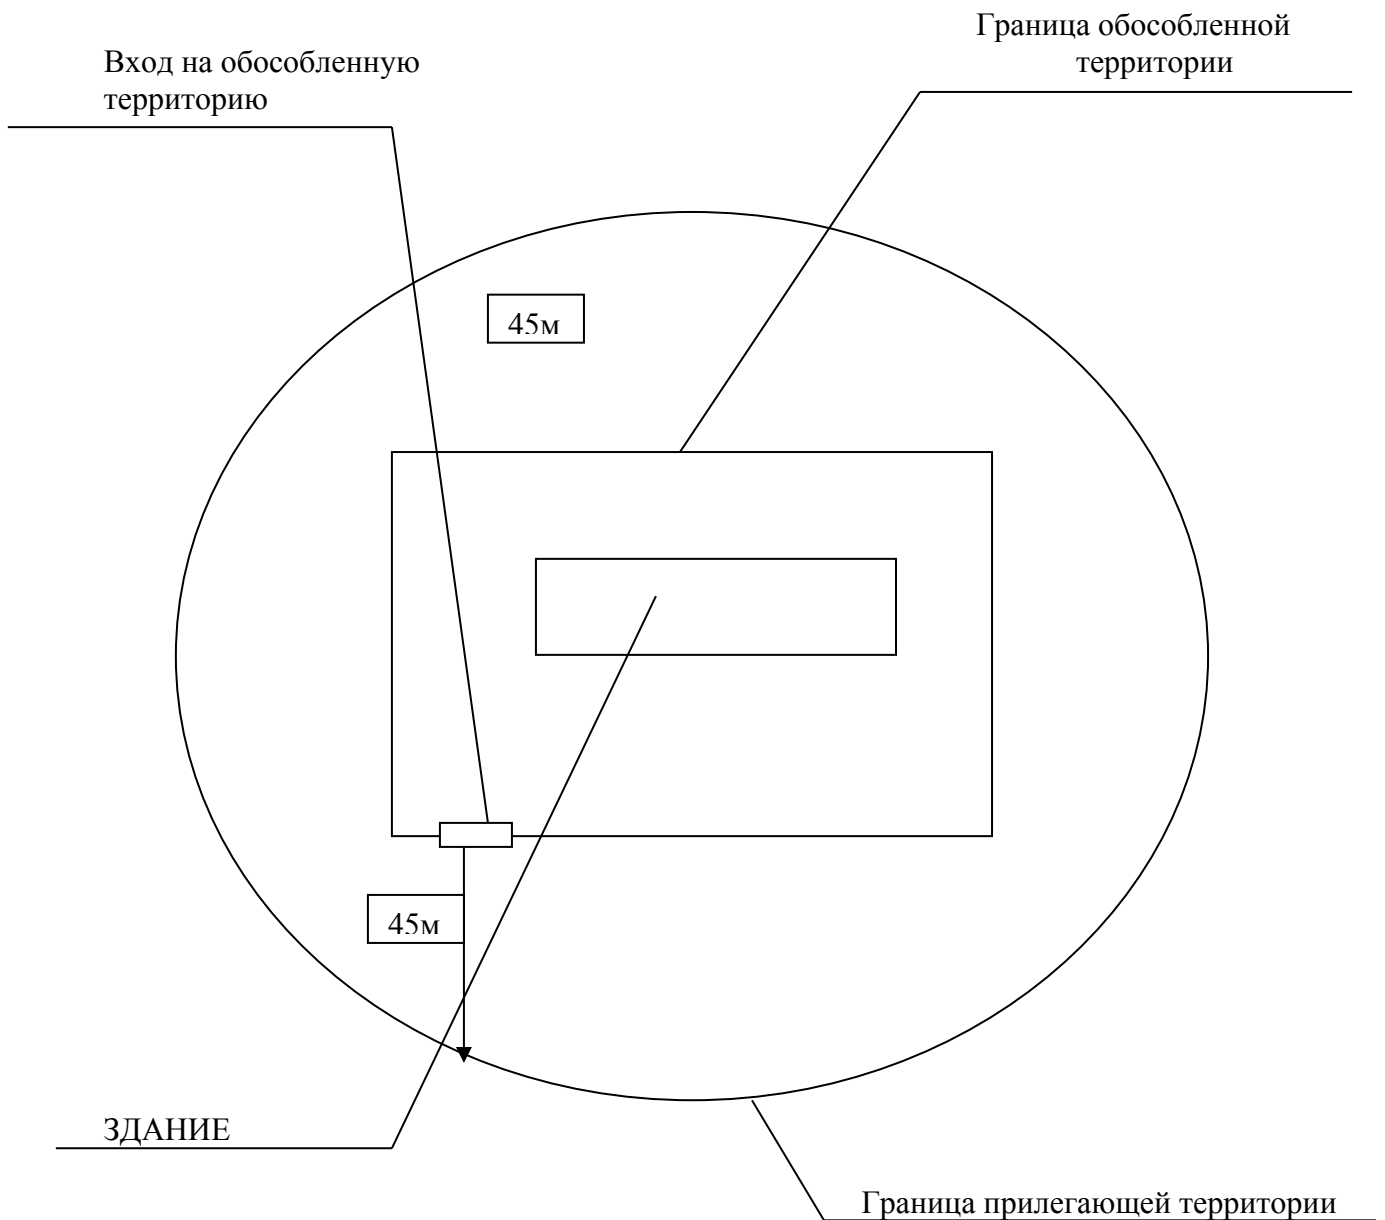 Граница обособленной
территории
Вход на обособленную
территорию
45м
45м
ЗДАНИЕ
Граница прилегающей территории